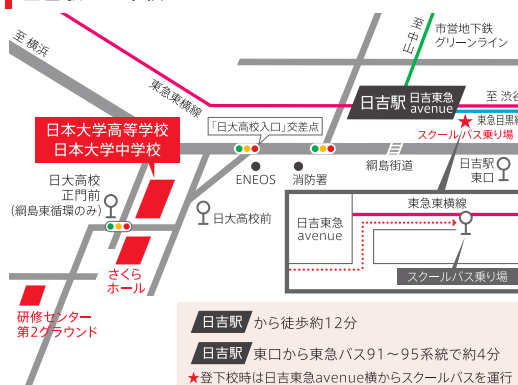 至 横浜
東急東横線
至 中山
市営地下鉄
グリーンライン
日吉駅 日吉東急
avenue
至 渋谷
東急目黒線
スクールバス乗り場
日本大学高等学校
日本大学中学校
「日大高校入口」交差点
ENEOS
消防署
綱島街道
日吉駅
東口
日大高校
正門前
(綱島東循環のみ)
日大高校前
さくら
ホール
研修センター
第2グラウンド
東急東横線
日吉東急
avenue
スクールバス乗り場
日吉駅 から徒歩約12分
日吉駅 東口から東急バス91〜95系統で約4分
★登下校時は日吉東急avenue横からスクールバスを運行